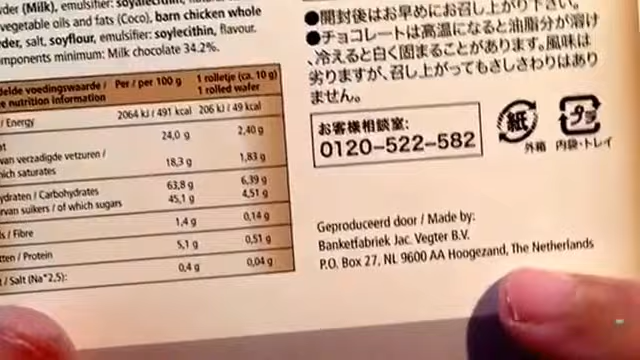 der (Milk), emulsifier: soyalecithin,
vegetable oils and fats (Coco), barn chicken whole
der, salt, soyflour, emulsifier: soylecithin, flavour.
mponents minimum: Milk chocolate 34.2%.
delde voedingswaarde / Per / per 100 g 1 rolletje (ca. 10 g)
e nutrition information 1 rolled wafer
/ Energy 2064 kJ / 491 kcal 206 kJ / 49 kcal
at 24,0 g 2,40 g
van verzadigde vetzuren /
hich saturates 18,3 g 1,83 g
ydraten / Carbohydrates 63,8 g 6,39 g
rvan suikers / of which sugars 45,1 g 4,51 g
ls / Fibre 1,4 g 0,14 g
tten / Protein 5,1 g 0,51 g
t / Salt (Na*2,5): 0,4 g 0,04 g
●開封後はお早めにお召し上がり下さい。
●チョコレートは高温になると油脂分が溶け
、冷えると白く固まることがあります。風味は
劣りますが、召し上がってもさしさわりはあり
ません。
お客様相談室:
0120-522-582
紙
プラ
外箱 内袋・トレイ
Geproduceerd door / Made by:
Banketfabriek Jac. Vegter B.V.
P.O. Box 27, NL 9600 AA Hoogezand, The Netherlands